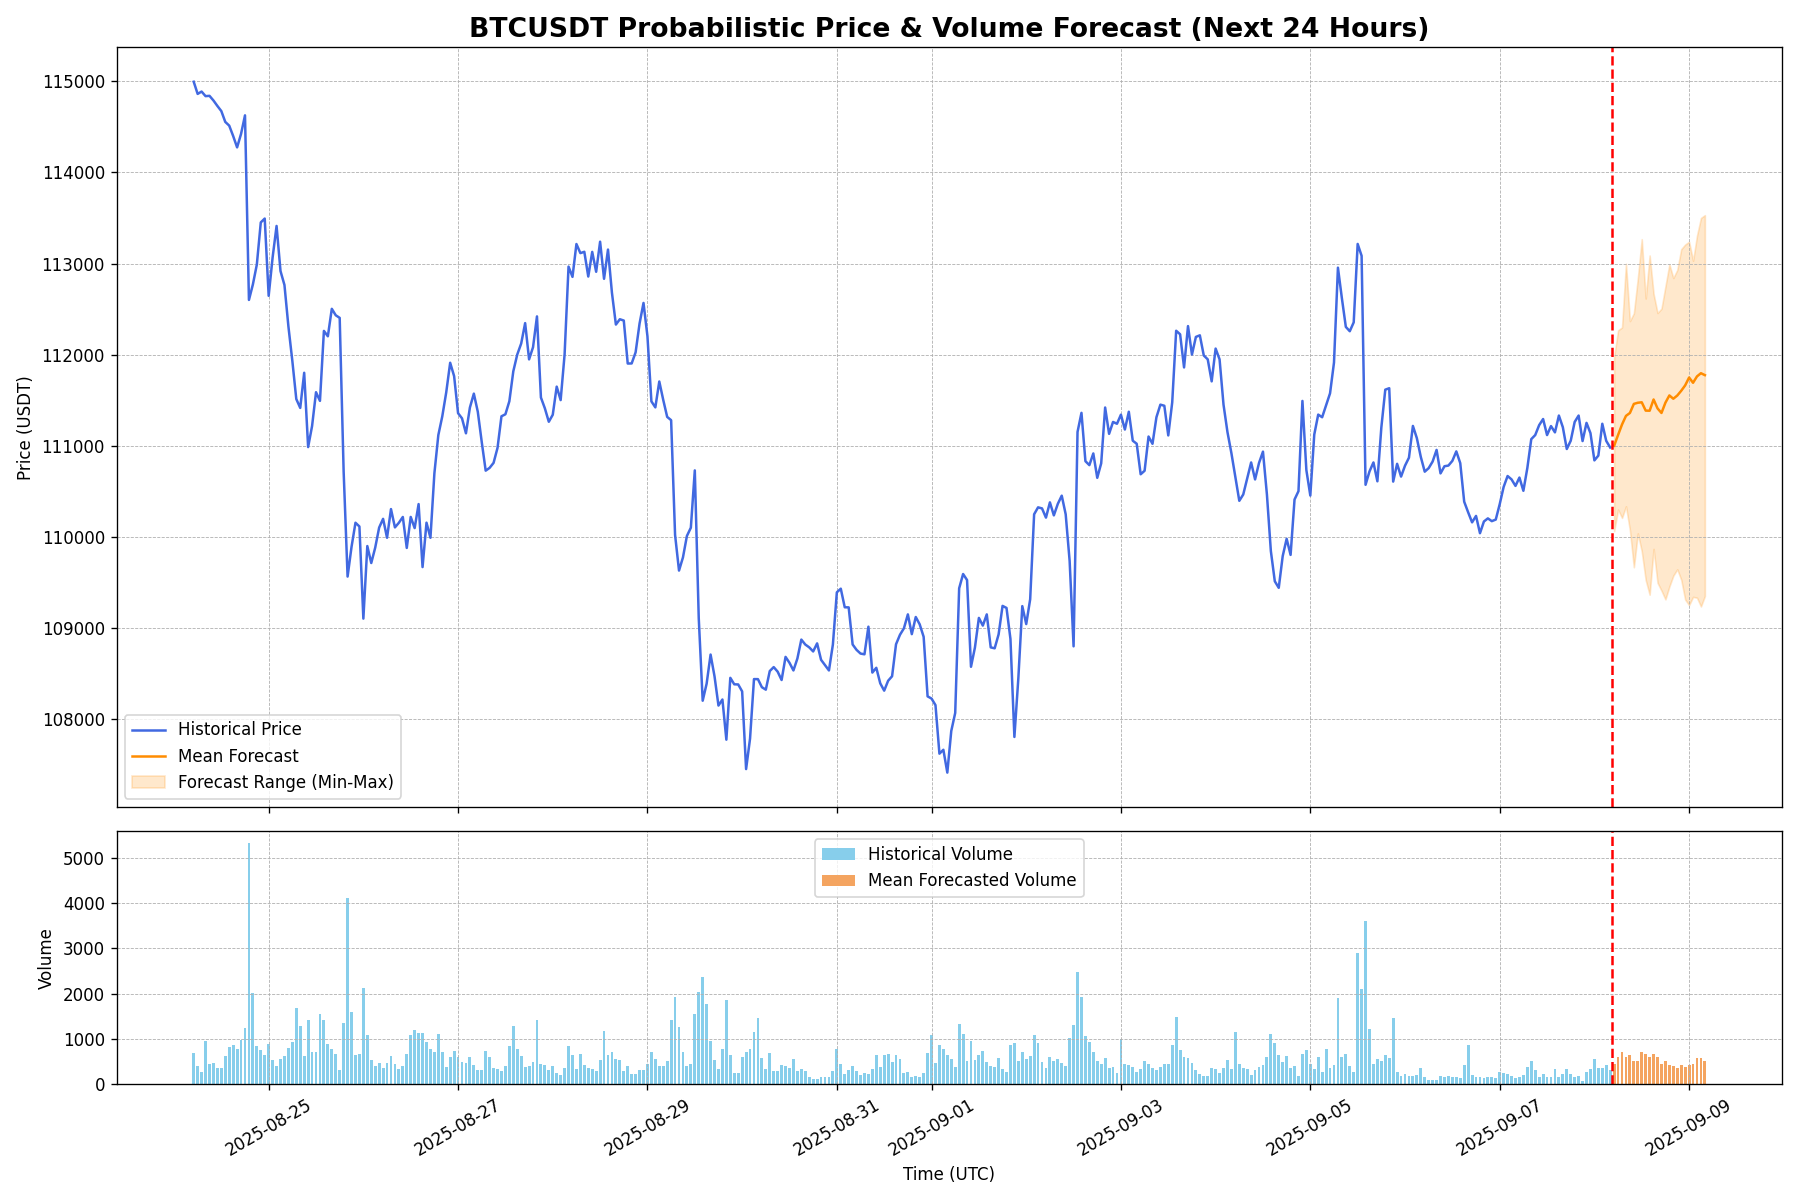 BTCUSDT Probabilistic Price & Volume Forecast (Next 24 Hours)
115000
114000
113000
112000
111000
110000
109000
108000
Price (USDT)
Historical Price
Mean Forecast
Forecast Range (Min-Max)
5000
4000
3000
2000
1000
0
Volume
Historical Volume
Mean Forecasted Volume
2025-08-25
2025-08-27
2025-08-29
2025-08-31
2025-09-01
2025-09-03
2025-09-05
2025-09-07
2025-09-09
Time (UTC)